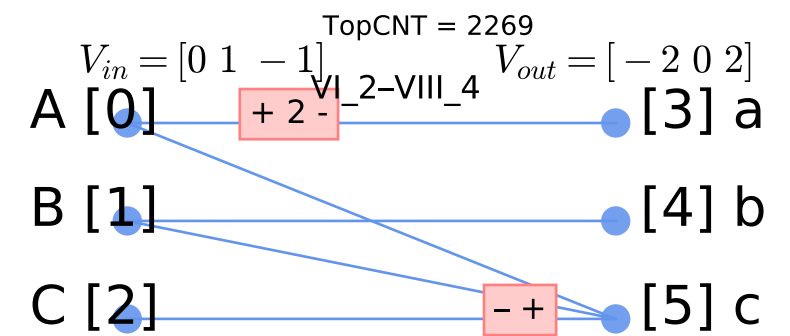 TopCNT = 2269
V_in = [0 1 −1] V_out = [−2 0 2]
VI_2–VIII_4
A [0] + 2 - [3] a
B [1] [4] b
C [2] – + [5] c